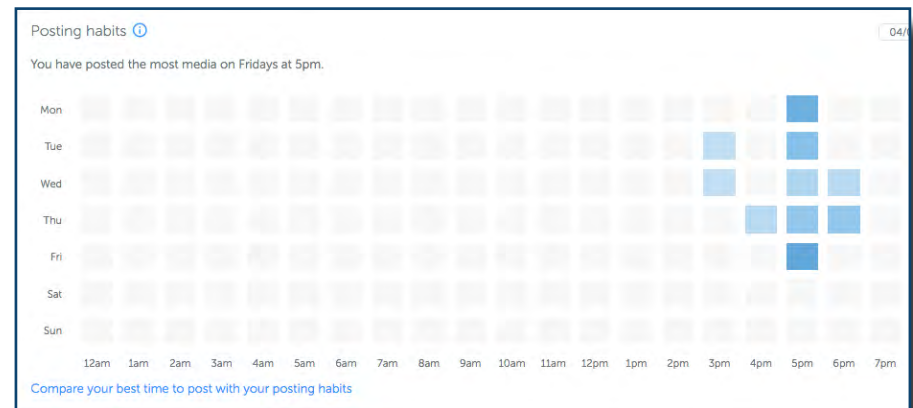 Posting habits
04/
You have posted the most media on Fridays at 5pm.
Mon
Tue
Wed
Thu
Fri
Sat
Sun
12am 1am 2am 3am 4am 5am 6am 7am 8am 9am 10am 11am 12pm 1pm 2pm 3pm 4pm 5pm 6pm 7pm
Compare your best time to post with your posting habits